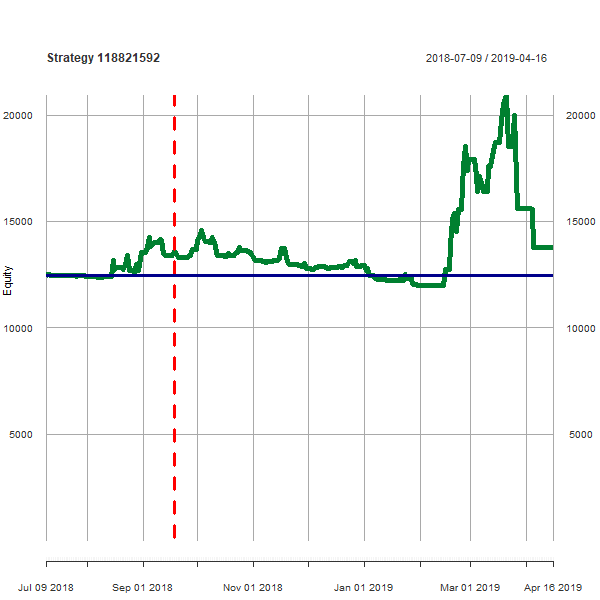 Strategy 118821592 2018-07-09 / 2019-04-16
20000 20000
15000 15000
Equity
10000 10000
5000 5000
Jul 09 2018 Sep 01 2018 Nov 01 2018 Jan 01 2019 Mar 01 2019 Apr 16 2019